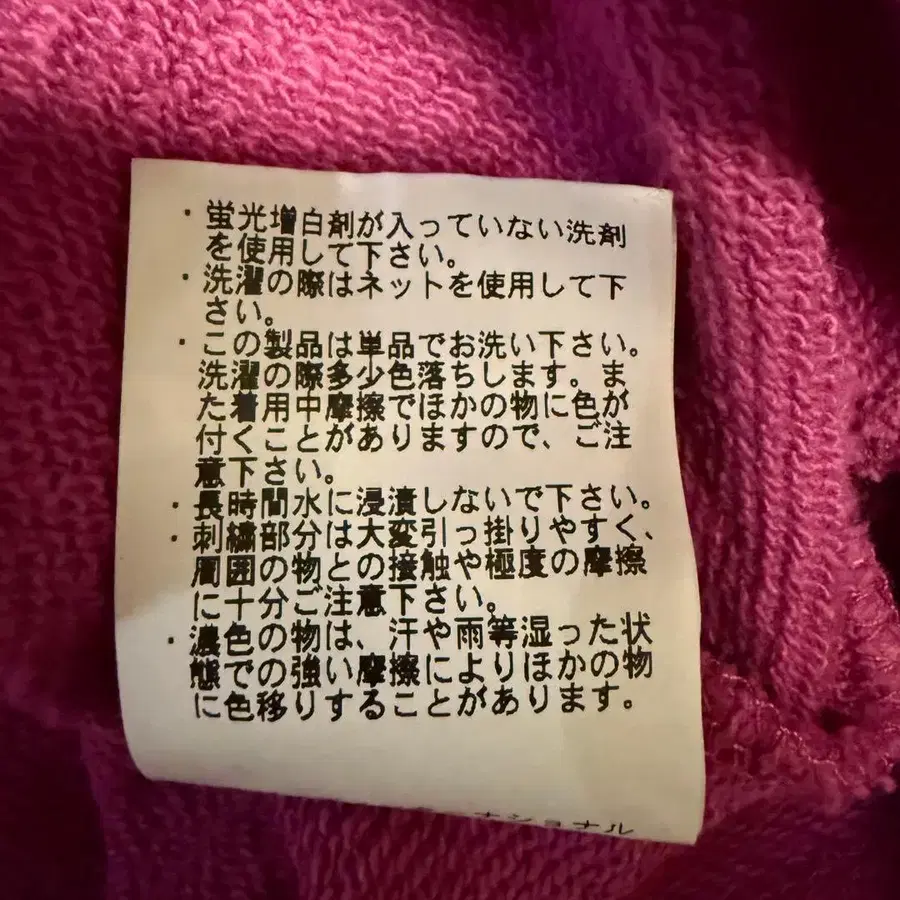 ・蛍光増白剤が入っていない洗剤
を使用して下さい。
・洗濯の際はネットを使用して下
さい。
・この製品は単品でお洗い下さい。
洗濯の際多少色落ちします。ま
た着用中摩擦でほかの物に色が
付くことがありますので、ご注
意下さい。
・長時間水に浸漬しないで下さい。
・刺繍部分は大変引っ掛りやすく、
周囲の物との接触や極度の摩擦
に十分ご注意下さい。
・濃色の物は、汗や雨等湿った状
態での強い摩擦によりほかの物
に色移りすることがあります。
ナショナル